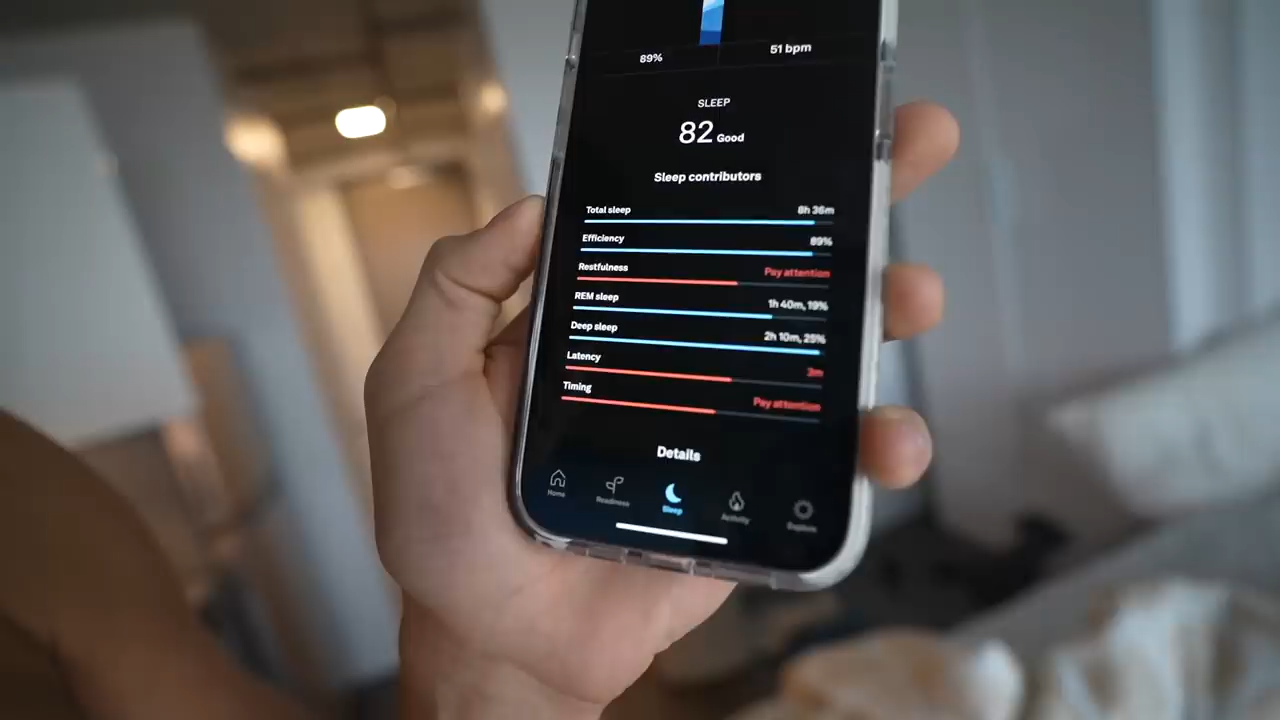 89% 51 bpm
SLEEP
82 Good
Sleep contributors
Total sleep 8h 36m
Efficiency 89%
Restfulness Pay attention
REM sleep 1h 40m, 19%
Deep sleep 2h 10m, 25%
Latency 3m
Timing Pay attention
Details
Home Readiness Sleep Activity Explore